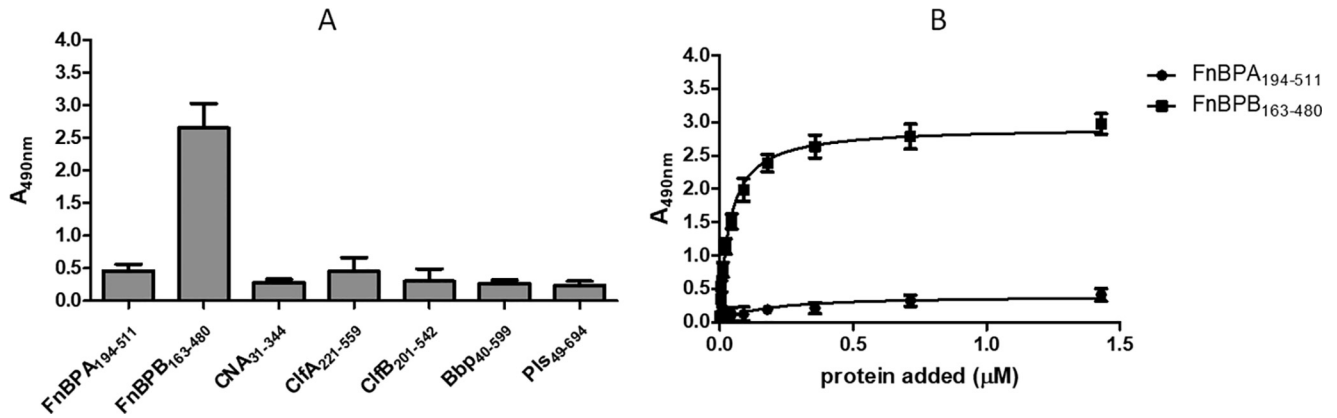 A
4.0
3.5
3.0
2.5
2.0
1.5
1.0
0.5
0.0
A490nm
FnBPA194-511
FnBPB163-480
CNA31-344
ClfA221-559
ClfB201-542
Bbp40-599
Pls49-694
B
4.0
3.5
3.0
2.5
2.0
1.5
1.0
0.5
0.0
A490nm
0.0 0.5 1.0 1.5
protein added (μM)
FnBPA194-511
FnBPB163-480